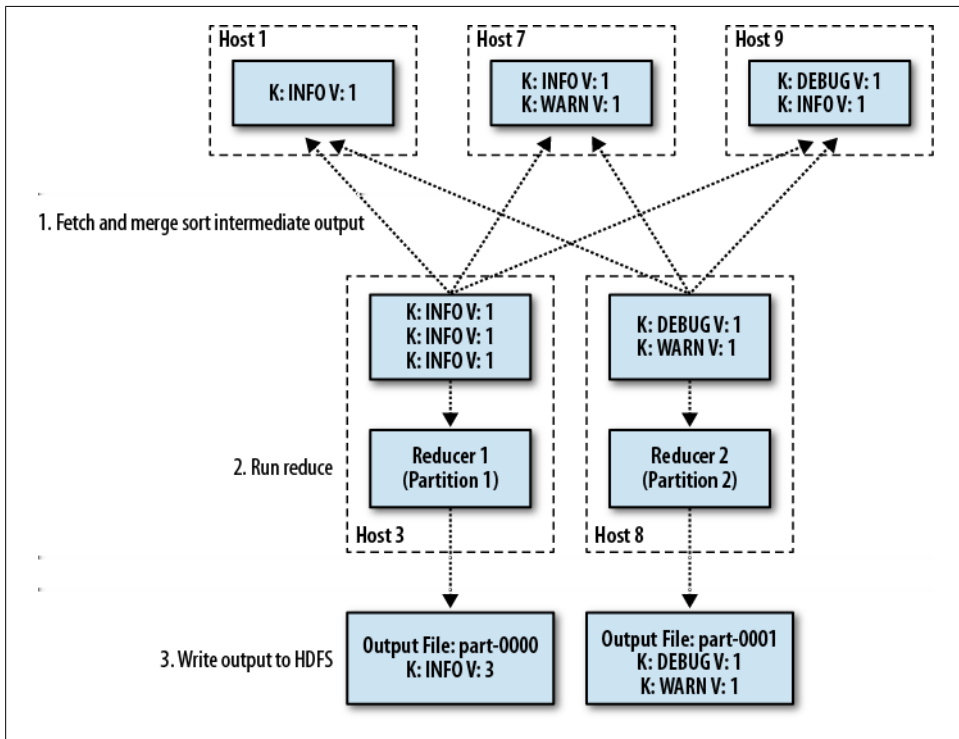 Host 1
K: INFO V: 1
Host 7
K: INFO V: 1
K: WARN V: 1
Host 9
K: DEBUG V: 1
K: INFO V: 1
1. Fetch and merge sort intermediate output
K: INFO V: 1
K: INFO V: 1
K: INFO V: 1
K: DEBUG V: 1
K: WARN V: 1
2. Run reduce
Reducer 1
(Partition 1)
Host 3
Reducer 2
(Partition 2)
Host 8
3. Write output to HDFS
Output File: part-0000
K: INFO V: 3
Output File: part-0001
K: DEBUG V: 1
K: WARN V: 1